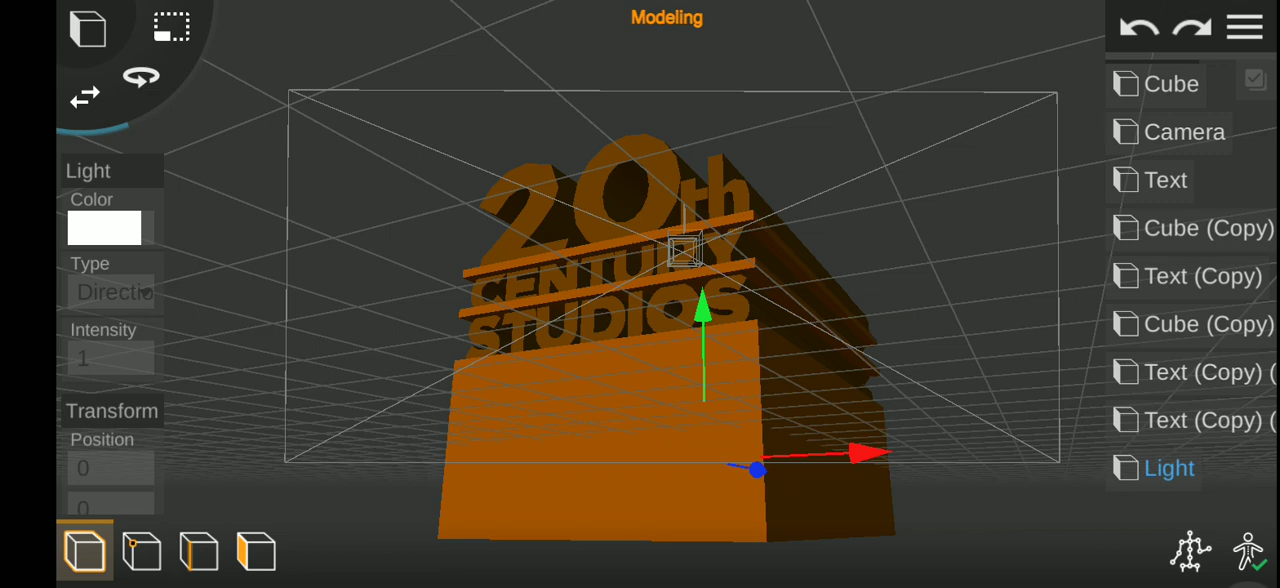 Modeling
Light
Color
Type
Directio
Intensity
1
Transform
Position
0
0
20th
CENTURY
STUDIOS
Cube
Camera
Text
Cube (Copy)
Text (Copy)
Cube (Copy)
Text (Copy) (
Text (Copy) (
Light